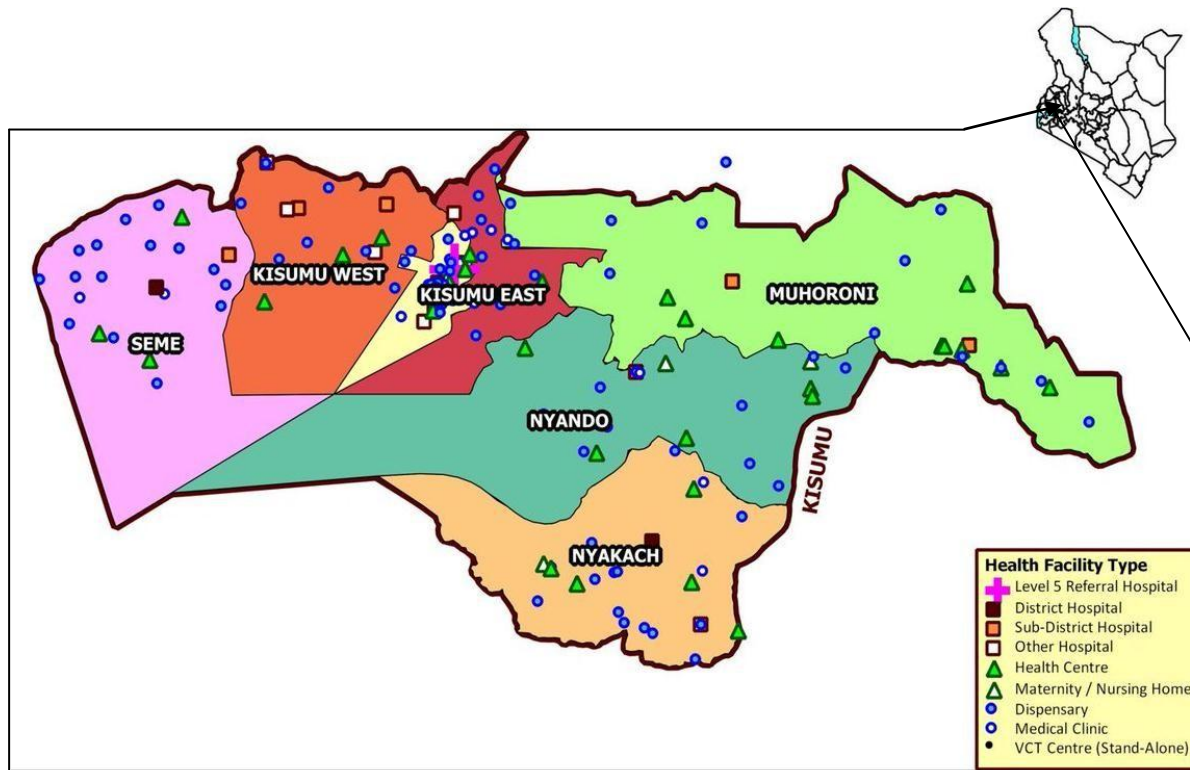 KISUMU WEST
KISUMU EAST
MUHORONI
SEME
NYANDO
KISUMU
NYAKACH
Health Facility Type
Level 5 Referral Hospital
District Hospital
Sub-District Hospital
Other Hospital
Health Centre
Maternity / Nursing Home
Dispensary
Medical Clinic
VCT Centre (Stand-Alone)